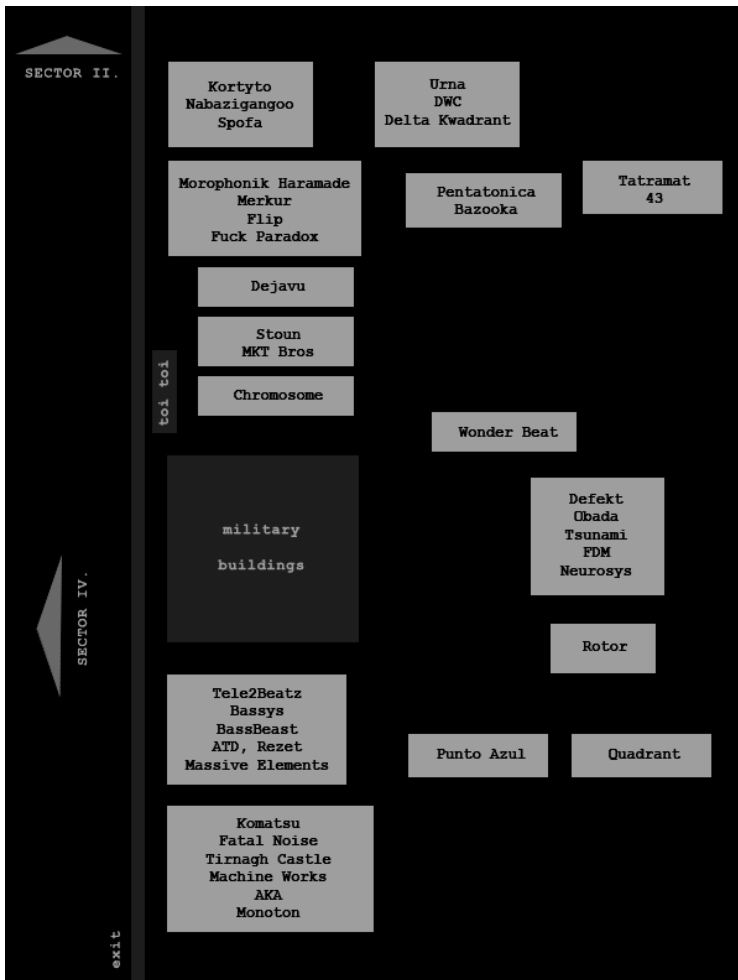 SECTOR II.
Kortyto
Nabazigangoo
Spofa
Urna
DWC
Delta Kwadrant
Morophonik Haramade
Merkur
Flip
Fuck Paradox
Pentatonica
Bazooka
Tatramat
43
Dejavu
Stoun
MKT Bros
toi toi
Chromosome
Wonder Beat
military
buildings
Defekt
Obada
Tsunami
FDM
Neurosys
SECTOR IV.
Rotor
Tele2Beatz
Bassys
BassBeast
ATD, Rezet
Massive Elements
Punto Azul
Quadrant
Komatsu
Fatal Noise
Tirnagh Castle
Machine Works
AKA
Monoton
exit